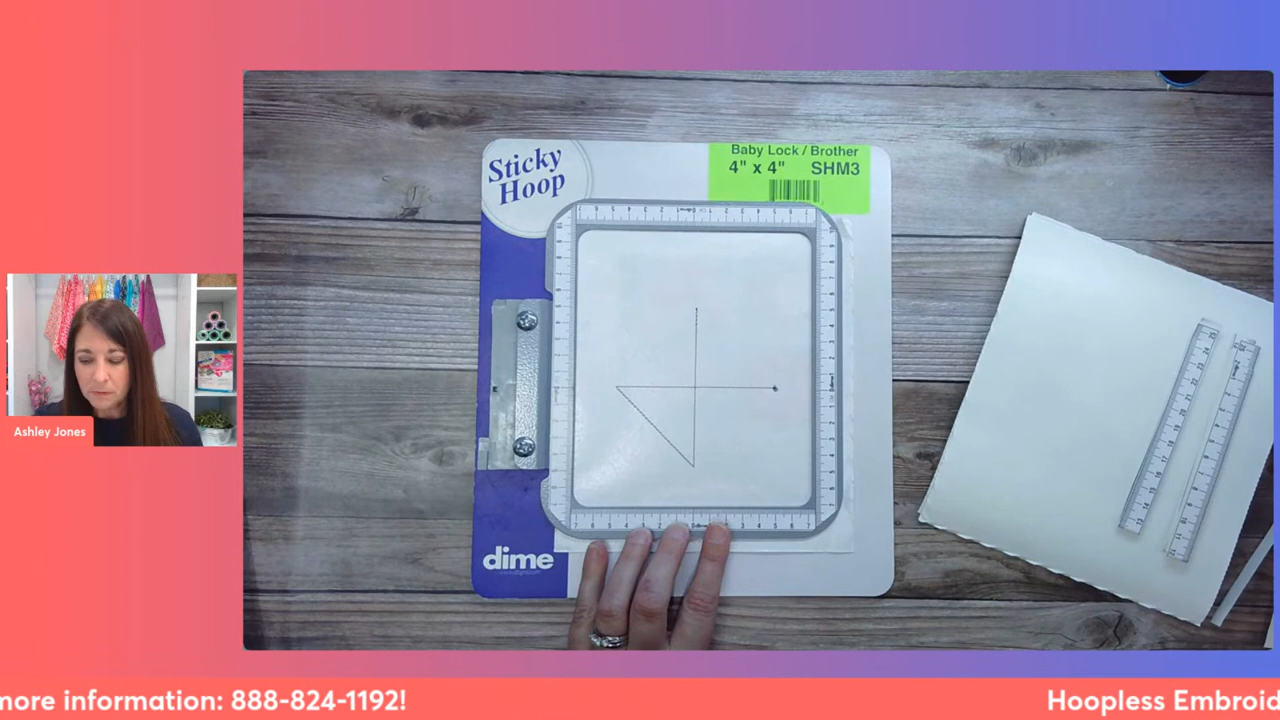 Sticky
Hoop
Baby Lock / Brother
4" x 4" SHM3
dime
Ashley Jones
more information: 888-824-1192!
Hoopless Embroid